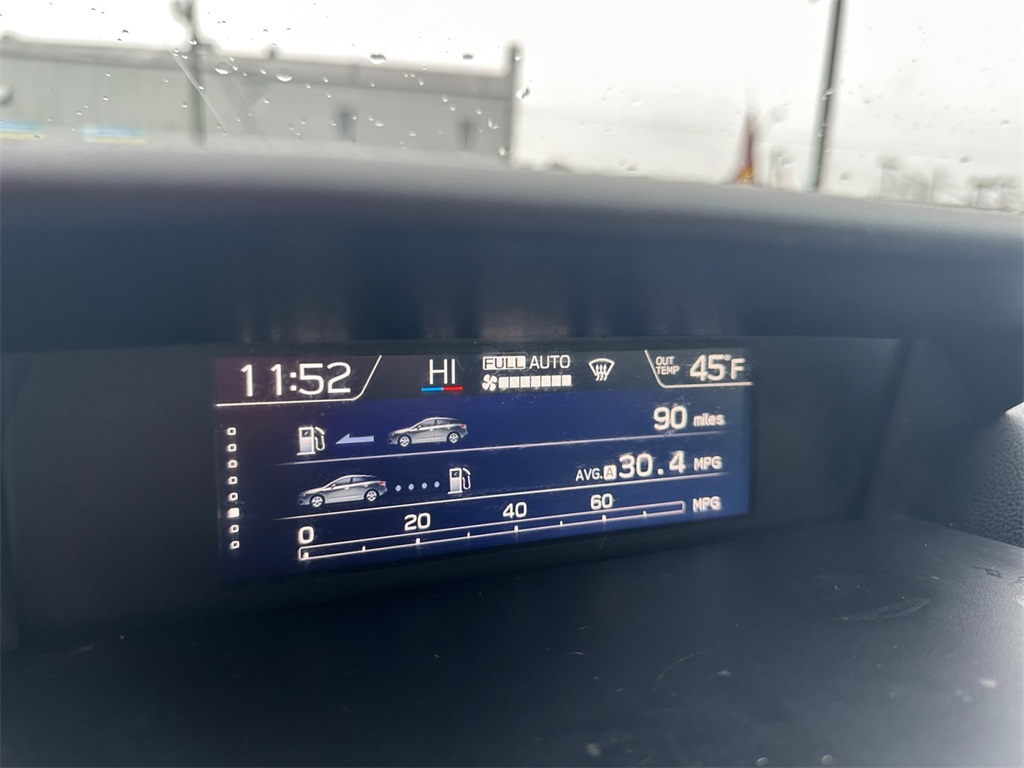 11:52 HI FULL AUTO OUT TEMP 45°F
90 miles
AVG. A 30.4 MPG
0 20 40 60 MPG